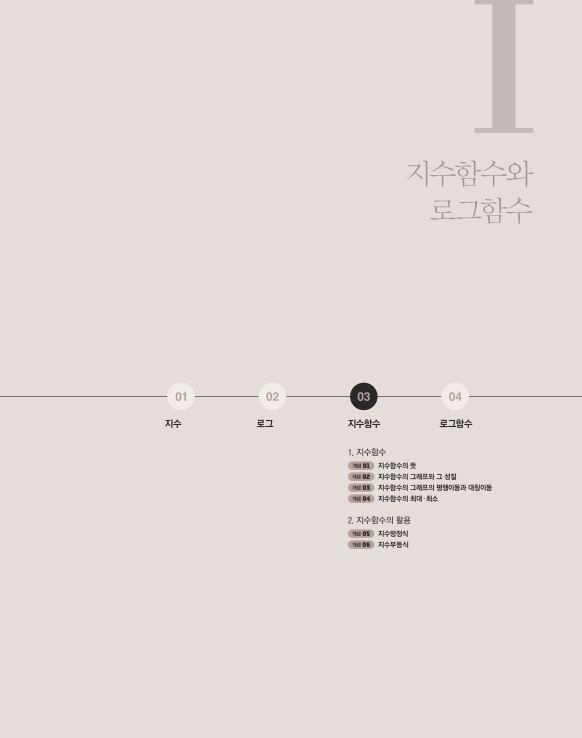 I
지수함수와
로그함수
01 02 03 04
지수 로그 지수함수 로그함수
1. 지수함수
개념 01 지수함수의 뜻
개념 02 지수함수의 그래프와 그 성질
개념 03 지수함수의 그래프의 평행이동과 대칭이동
개념 04 지수함수의 최대·최소
2. 지수함수의 활용
개념 05 지수방정식
개념 06 지수부등식